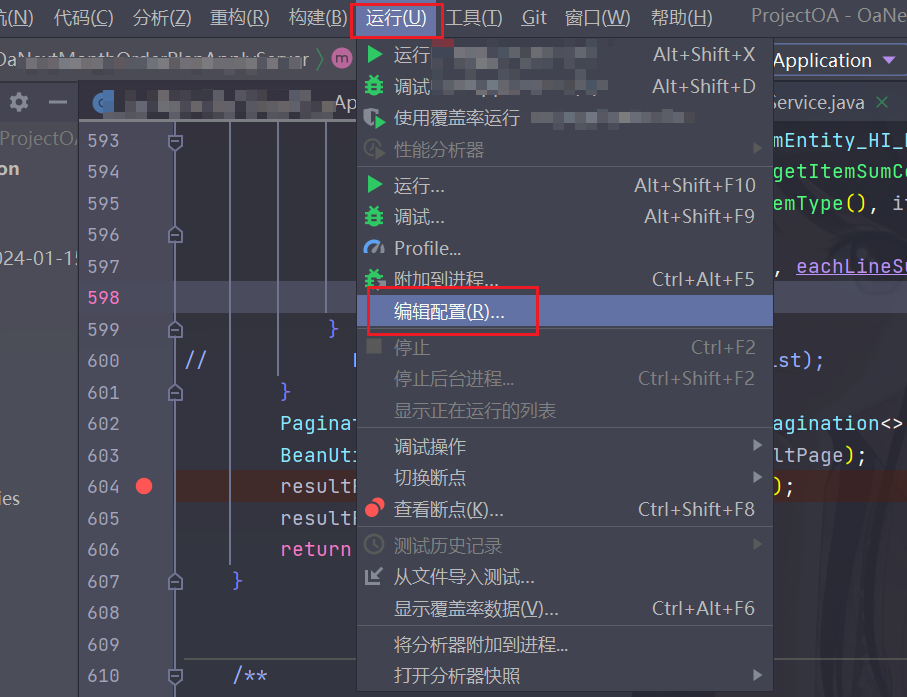 航(N) 代码(C) 分析(Z) 重构(R) 构建(B) 运行(U) 工具(T) Git 窗口(W) 帮助(H) ProjectOA - OaNe
m Application
Ap ervice.java
运行 Alt+Shift+X
调试 Alt+Shift+D
使用覆盖率运行
性能分析器
运行... Alt+Shift+F10
调试... Alt+Shift+F9
Profile...
附加到进程... Ctrl+Alt+F5
编辑配置(R)...
停止 Ctrl+F2
停止后台进程... Ctrl+Shift+F2
显示正在运行的列表
调试操作
切换断点
查看断点(K)... Ctrl+Shift+F8
测试历史记录
从文件导入测试...
显示覆盖率数据(V)... Ctrl+Alt+F6
将分析器附加到进程...
打开分析器快照
ProjectOA
on
024-01-15
ies
593 mEntity_HI_
594 getItemSumCo
595 emType(), i
596
597 , eachLineSu
598
599 }
600 // st);
601 }
602 Paginat agination<>
603 BeanUti ltPage);
604 result );
605 result
606 return
607 }
608
609
610 /**